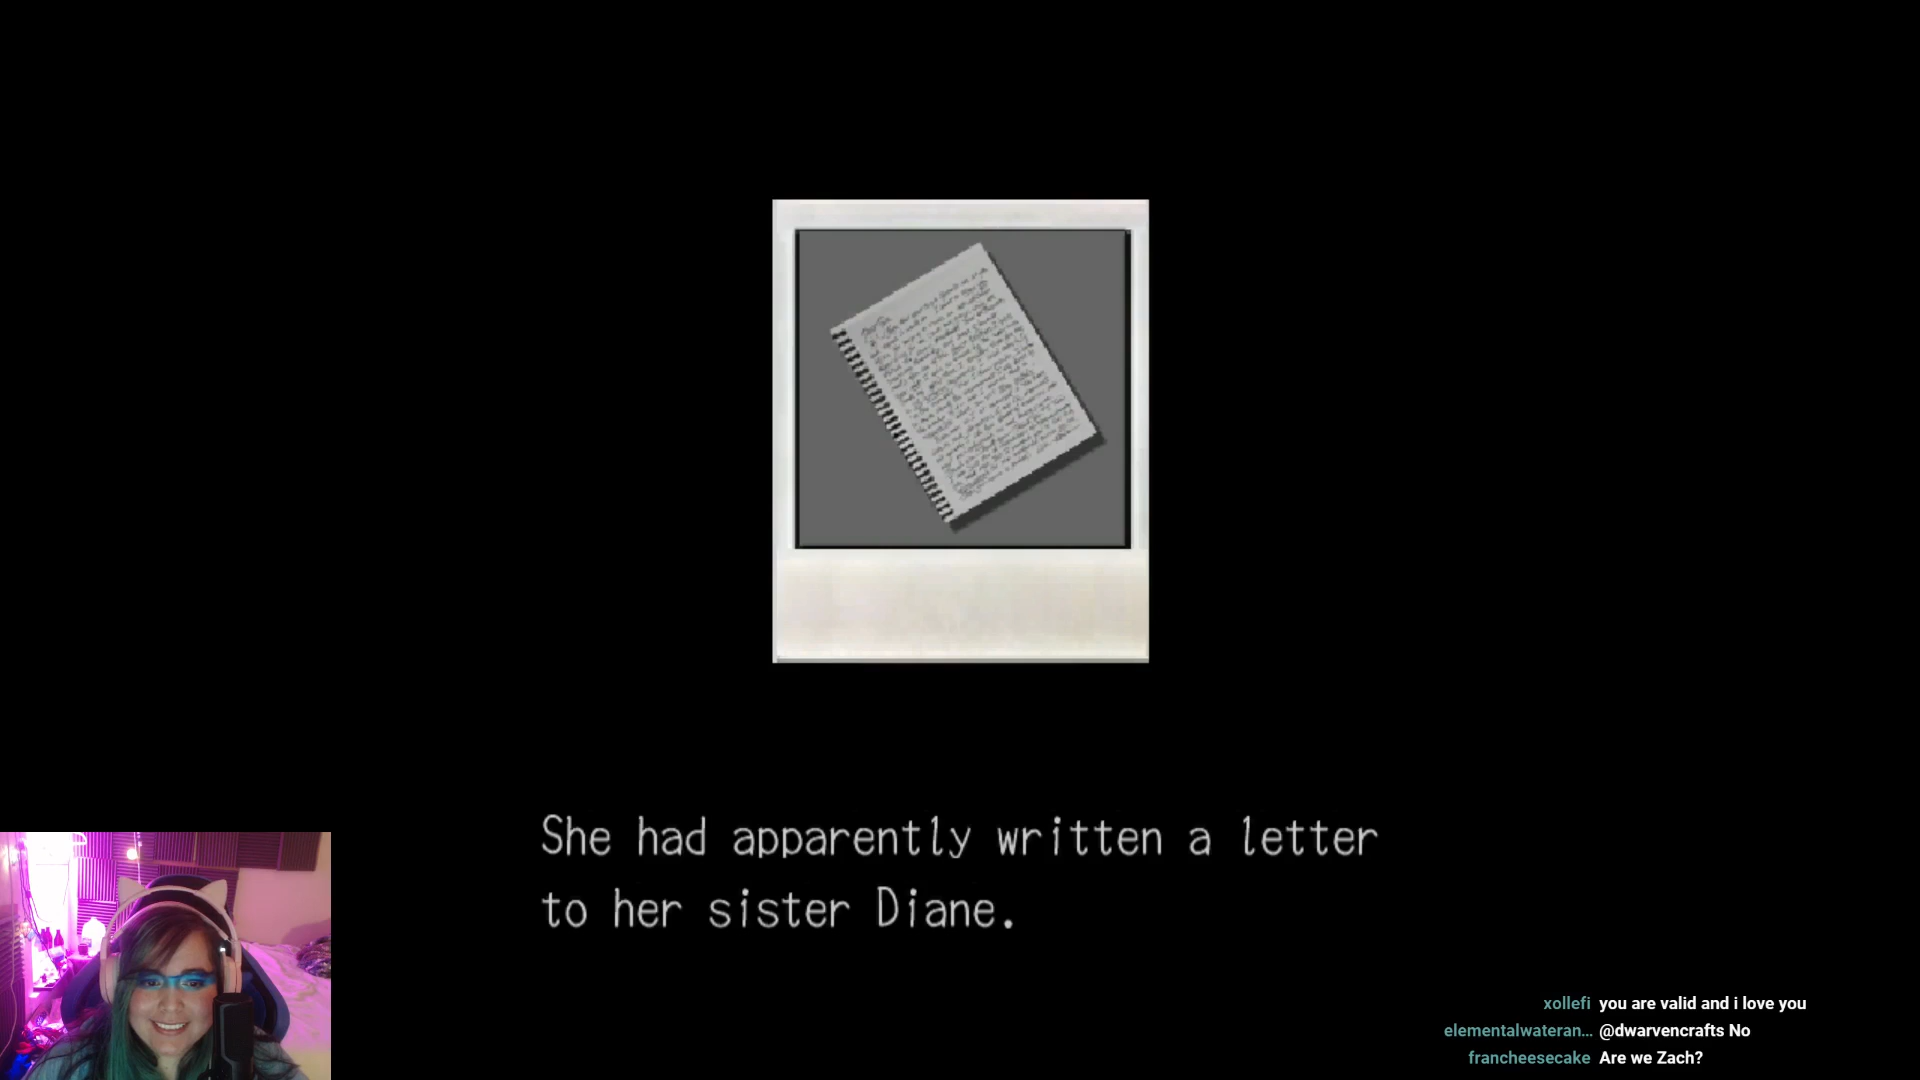 She had apparently written a letter
to her sister Diane.
xollefi you are valid and i love you
elementalwateran… @dwarvencrafts No
francheesecake Are we Zach?